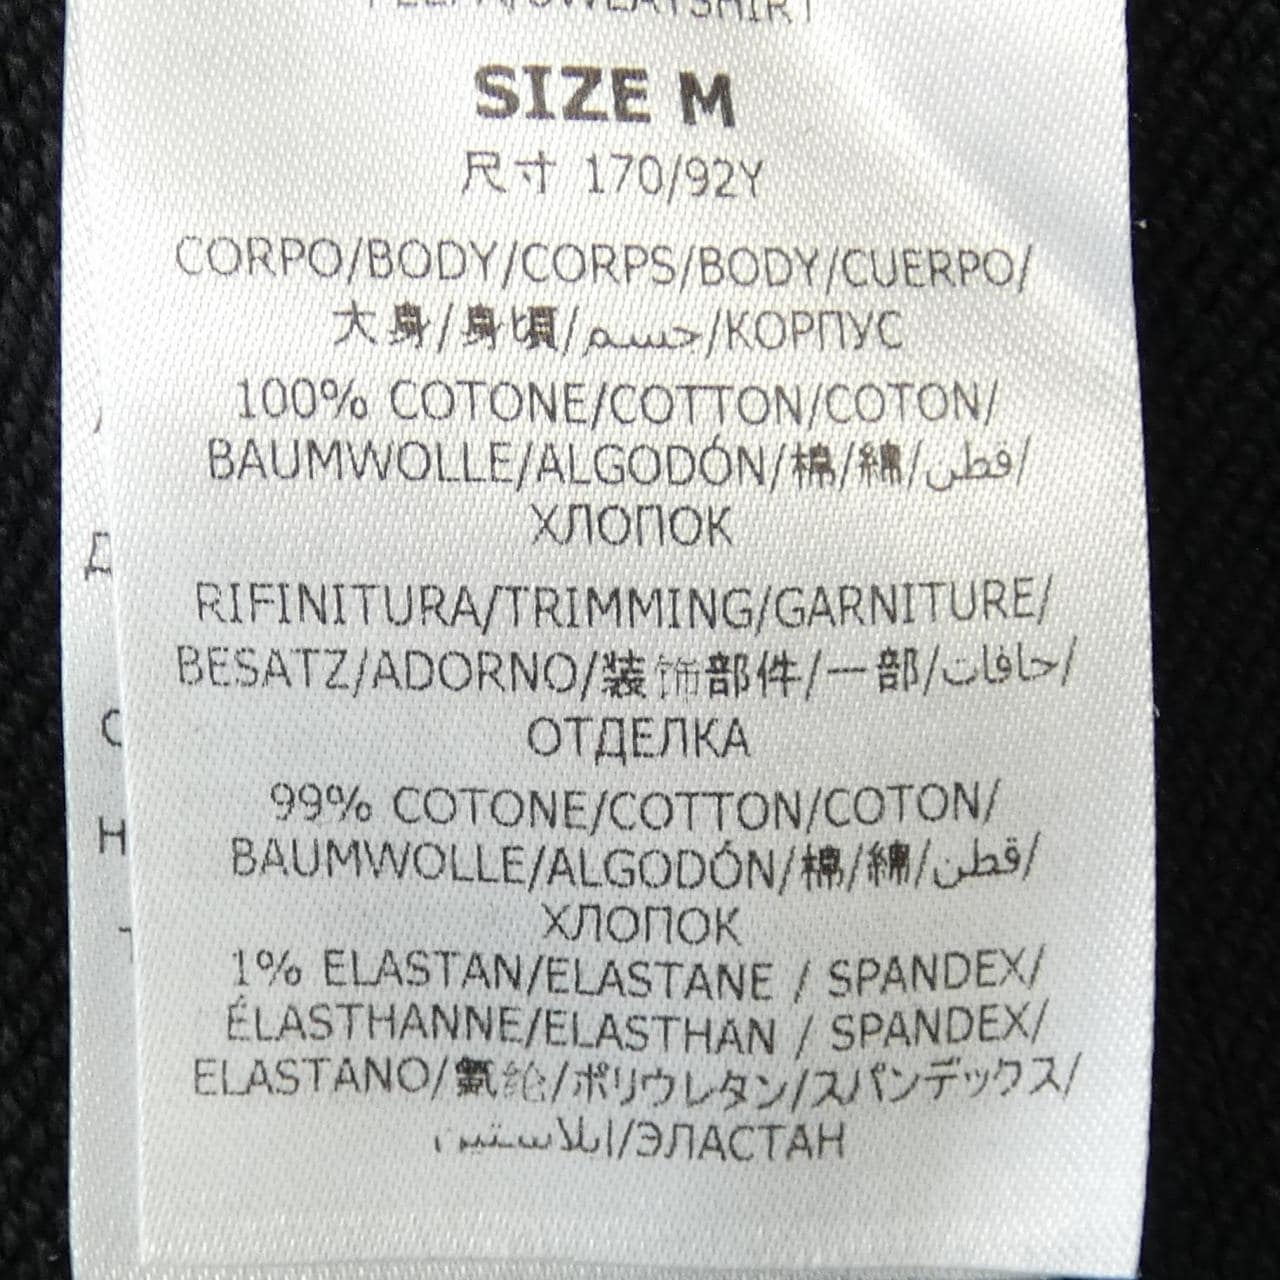 FELPA/SWEATSHIRT
SIZE M
尺寸 170/92Y
CORPO/BODY/CORPS/BODY/CUERPO/
大身/身頃/جسم/КОРПУС
100% COTONE/COTTON/COTON/
BAUMWOLLE/ALGODÓN/棉/綿/قطن/
ХЛОПОК
RIFINITURA/TRIMMING/GARNITURE/
BESATZ/ADORNO/装饰部件/一部/حافات/
ОТДЕЛКА
99% COTONE/COTTON/COTON/
BAUMWOLLE/ALGODÓN/棉/綿/قطن/
ХЛОПОК
1% ELASTAN/ELASTANE / SPANDEX/
ÉLASTHANNE/ELASTHAN / SPANDEX/
ELASTANO/氨纶/ポリウレタン/スパンデックス/
ايلاستين/ЭЛАСТАН